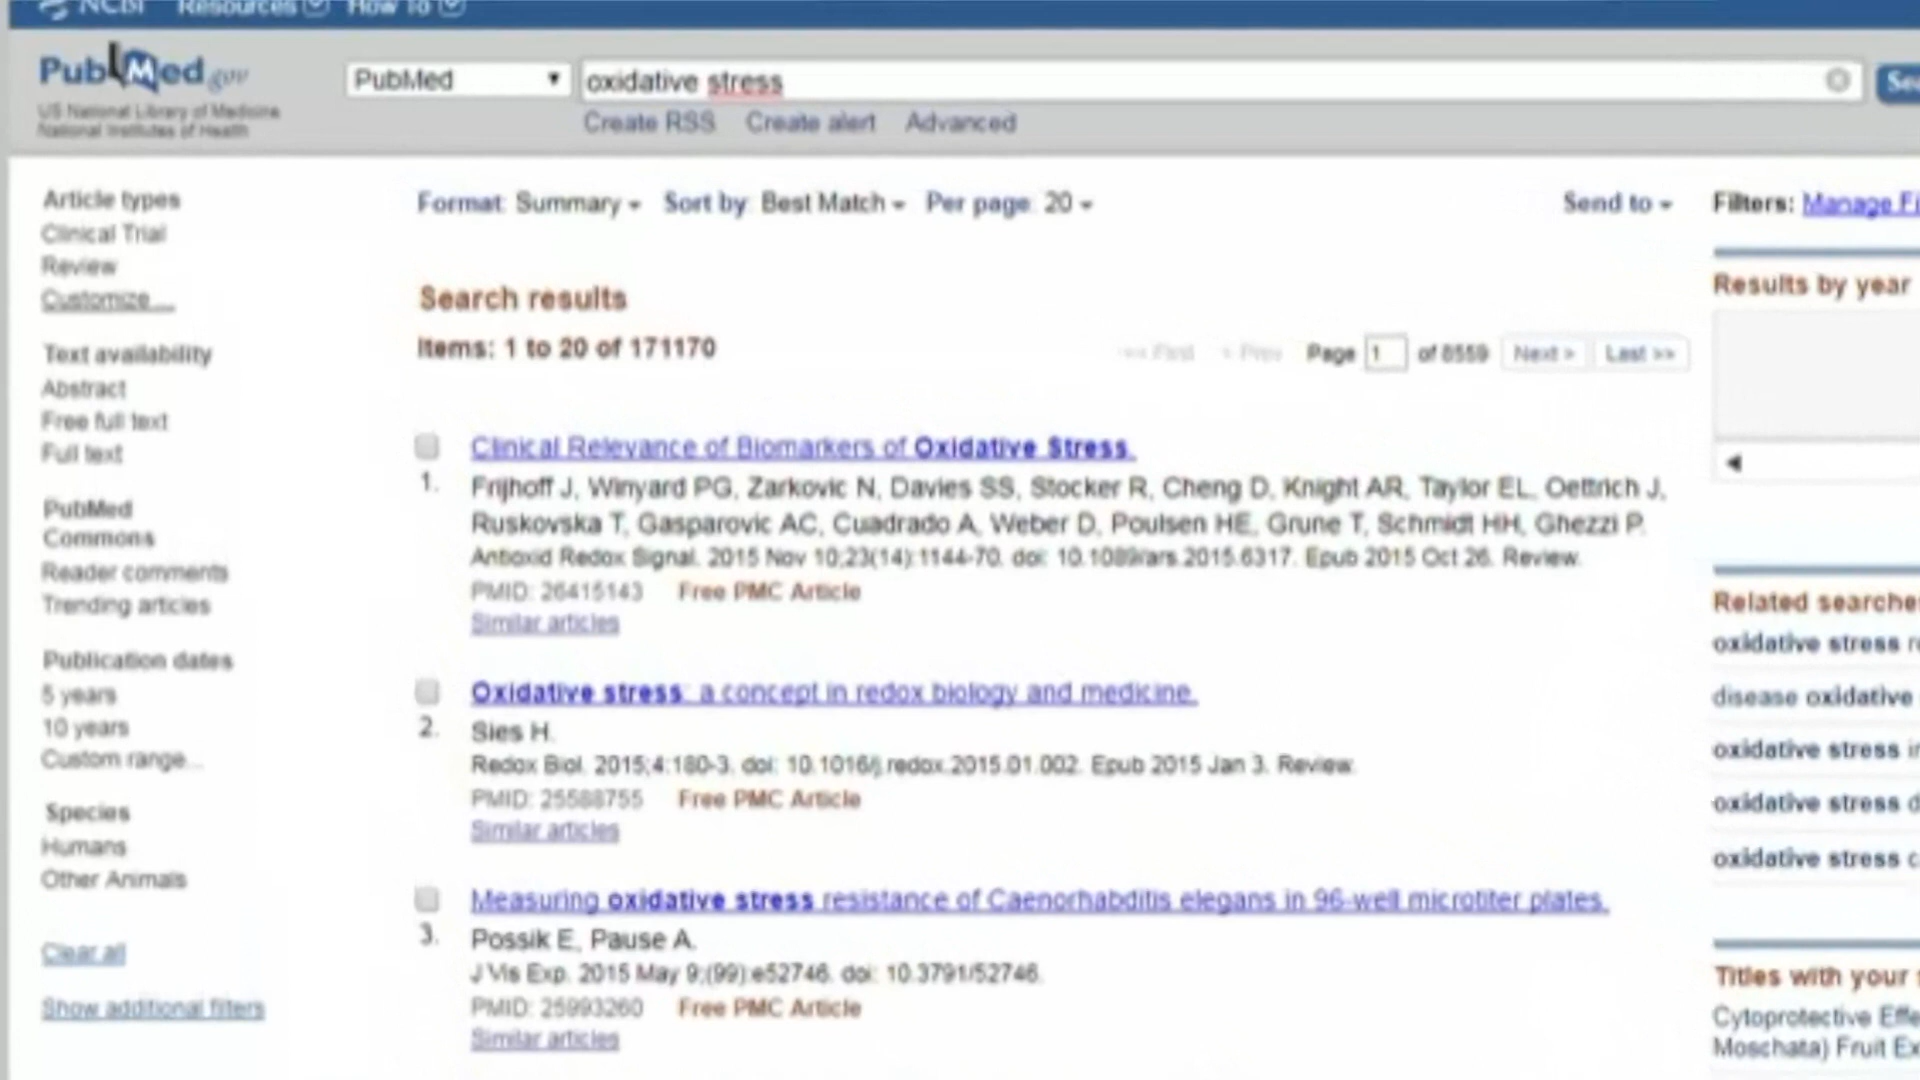 NCBI Resources How To
PubMed.gov
US National Library of Medicine
National Institutes of Health
PubMed
oxidative stress
Create RSS Create alert Advanced
Article types
Clinical Trial
Review
Customize ...
Text availability
Abstract
Free full text
Full text
PubMed
Commons
Reader comments
Trending articles
Publication dates
5 years
10 years
Custom range...
Species
Humans
Other Animals
Clear all
Show additional filters
Format: Summary Sort by: Best Match Per page: 20
Send to
Search results
Items: 1 to 20 of 171170
<< First < Prev Page 1 of 8559 Next > Last >>
Clinical Relevance of Biomarkers of Oxidative Stress.
1. Frijhoff J, Winyard PG, Zarkovic N, Davies SS, Stocker R, Cheng D, Knight AR, Taylor EL, Oettrich J,
Ruskovska T, Gasparovic AC, Cuadrado A, Weber D, Poulsen HE, Grune T, Schmidt HH, Ghezzi P.
Antioxid Redox Signal. 2015 Nov 10;23(14):1144-70. doi: 10.1089/ars.2015.6317. Epub 2015 Oct 26. Review.
PMID: 26415143 Free PMC Article
Similar articles
Oxidative stress: a concept in redox biology and medicine.
2. Sies H.
Redox Biol. 2015;4:180-3. doi: 10.1016/j.redox.2015.01.002. Epub 2015 Jan 3. Review.
PMID: 25588755 Free PMC Article
Similar articles
Measuring oxidative stress resistance of Caenorhabditis elegans in 96-well microtiter plates.
3. Possik E, Pause A.
J Vis Exp. 2015 May 9;(99):e52746. doi: 10.3791/52746.
PMID: 25993260 Free PMC Article
Similar articles
Filters: Manage
Results by year
Related
oxidative stress
disease oxidative
oxidative stress
oxidative stress
oxidative stress
Titles with your
Cytoprotective
Moschata) Fruit